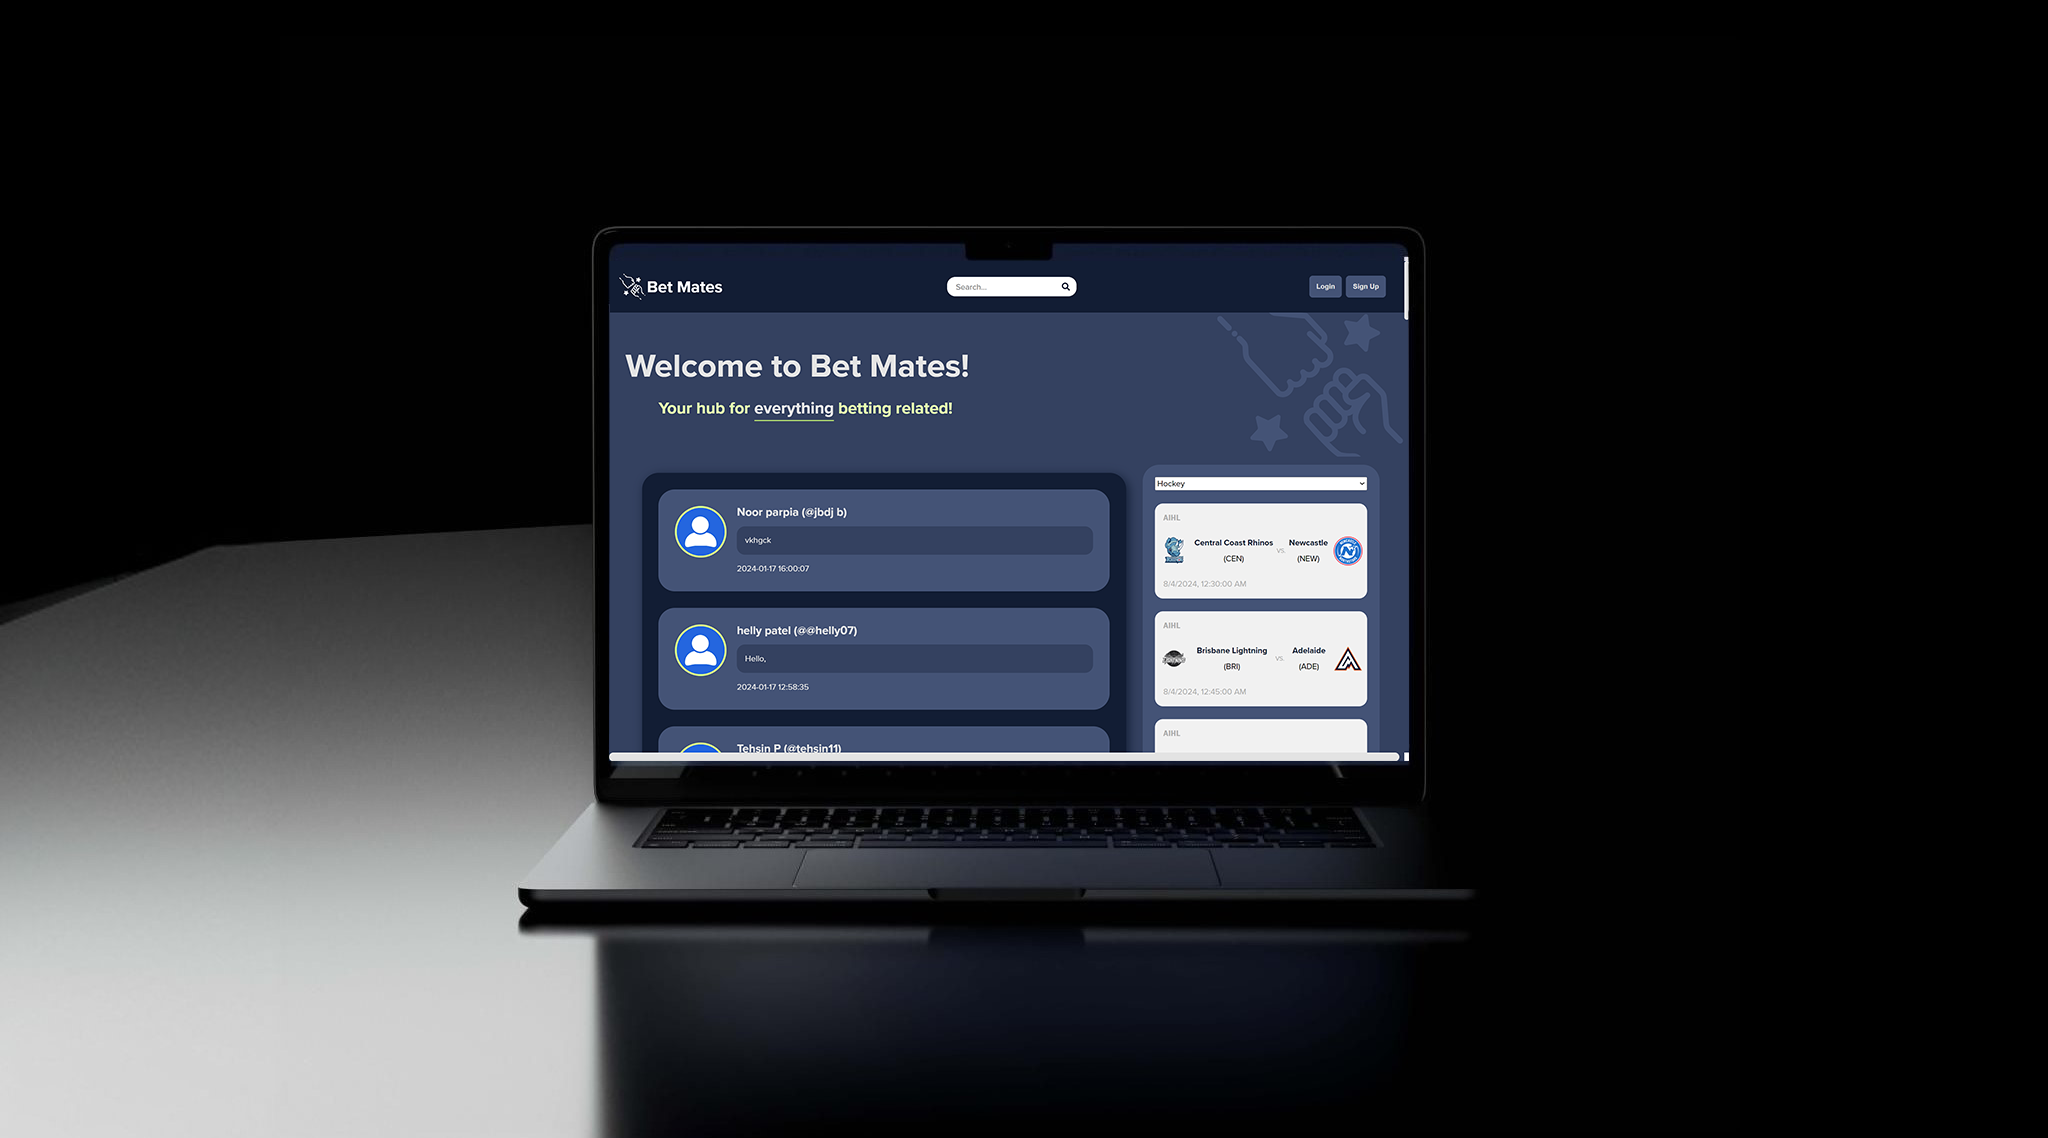 Bet Mates
Search...
Login
Sign Up
Welcome to Bet Mates!
Your hub for everything betting related!
Noor parpia (@jbdj b)
vkhgck
2024-01-17 16:00:07
helly patel (@@helly07)
Hello,
2024-01-17 12:58:35
Tehsin P (@tehsin11)
Hockey
AIHL
Central Coast Rhinos
(CEN)
vs.
Newcastle
(NEW)
8/4/2024, 12:30:00 AM
AIHL
Brisbane Lightning
(BRI)
vs.
Adelaide
(ADE)
8/4/2024, 12:45:00 AM
AIHL